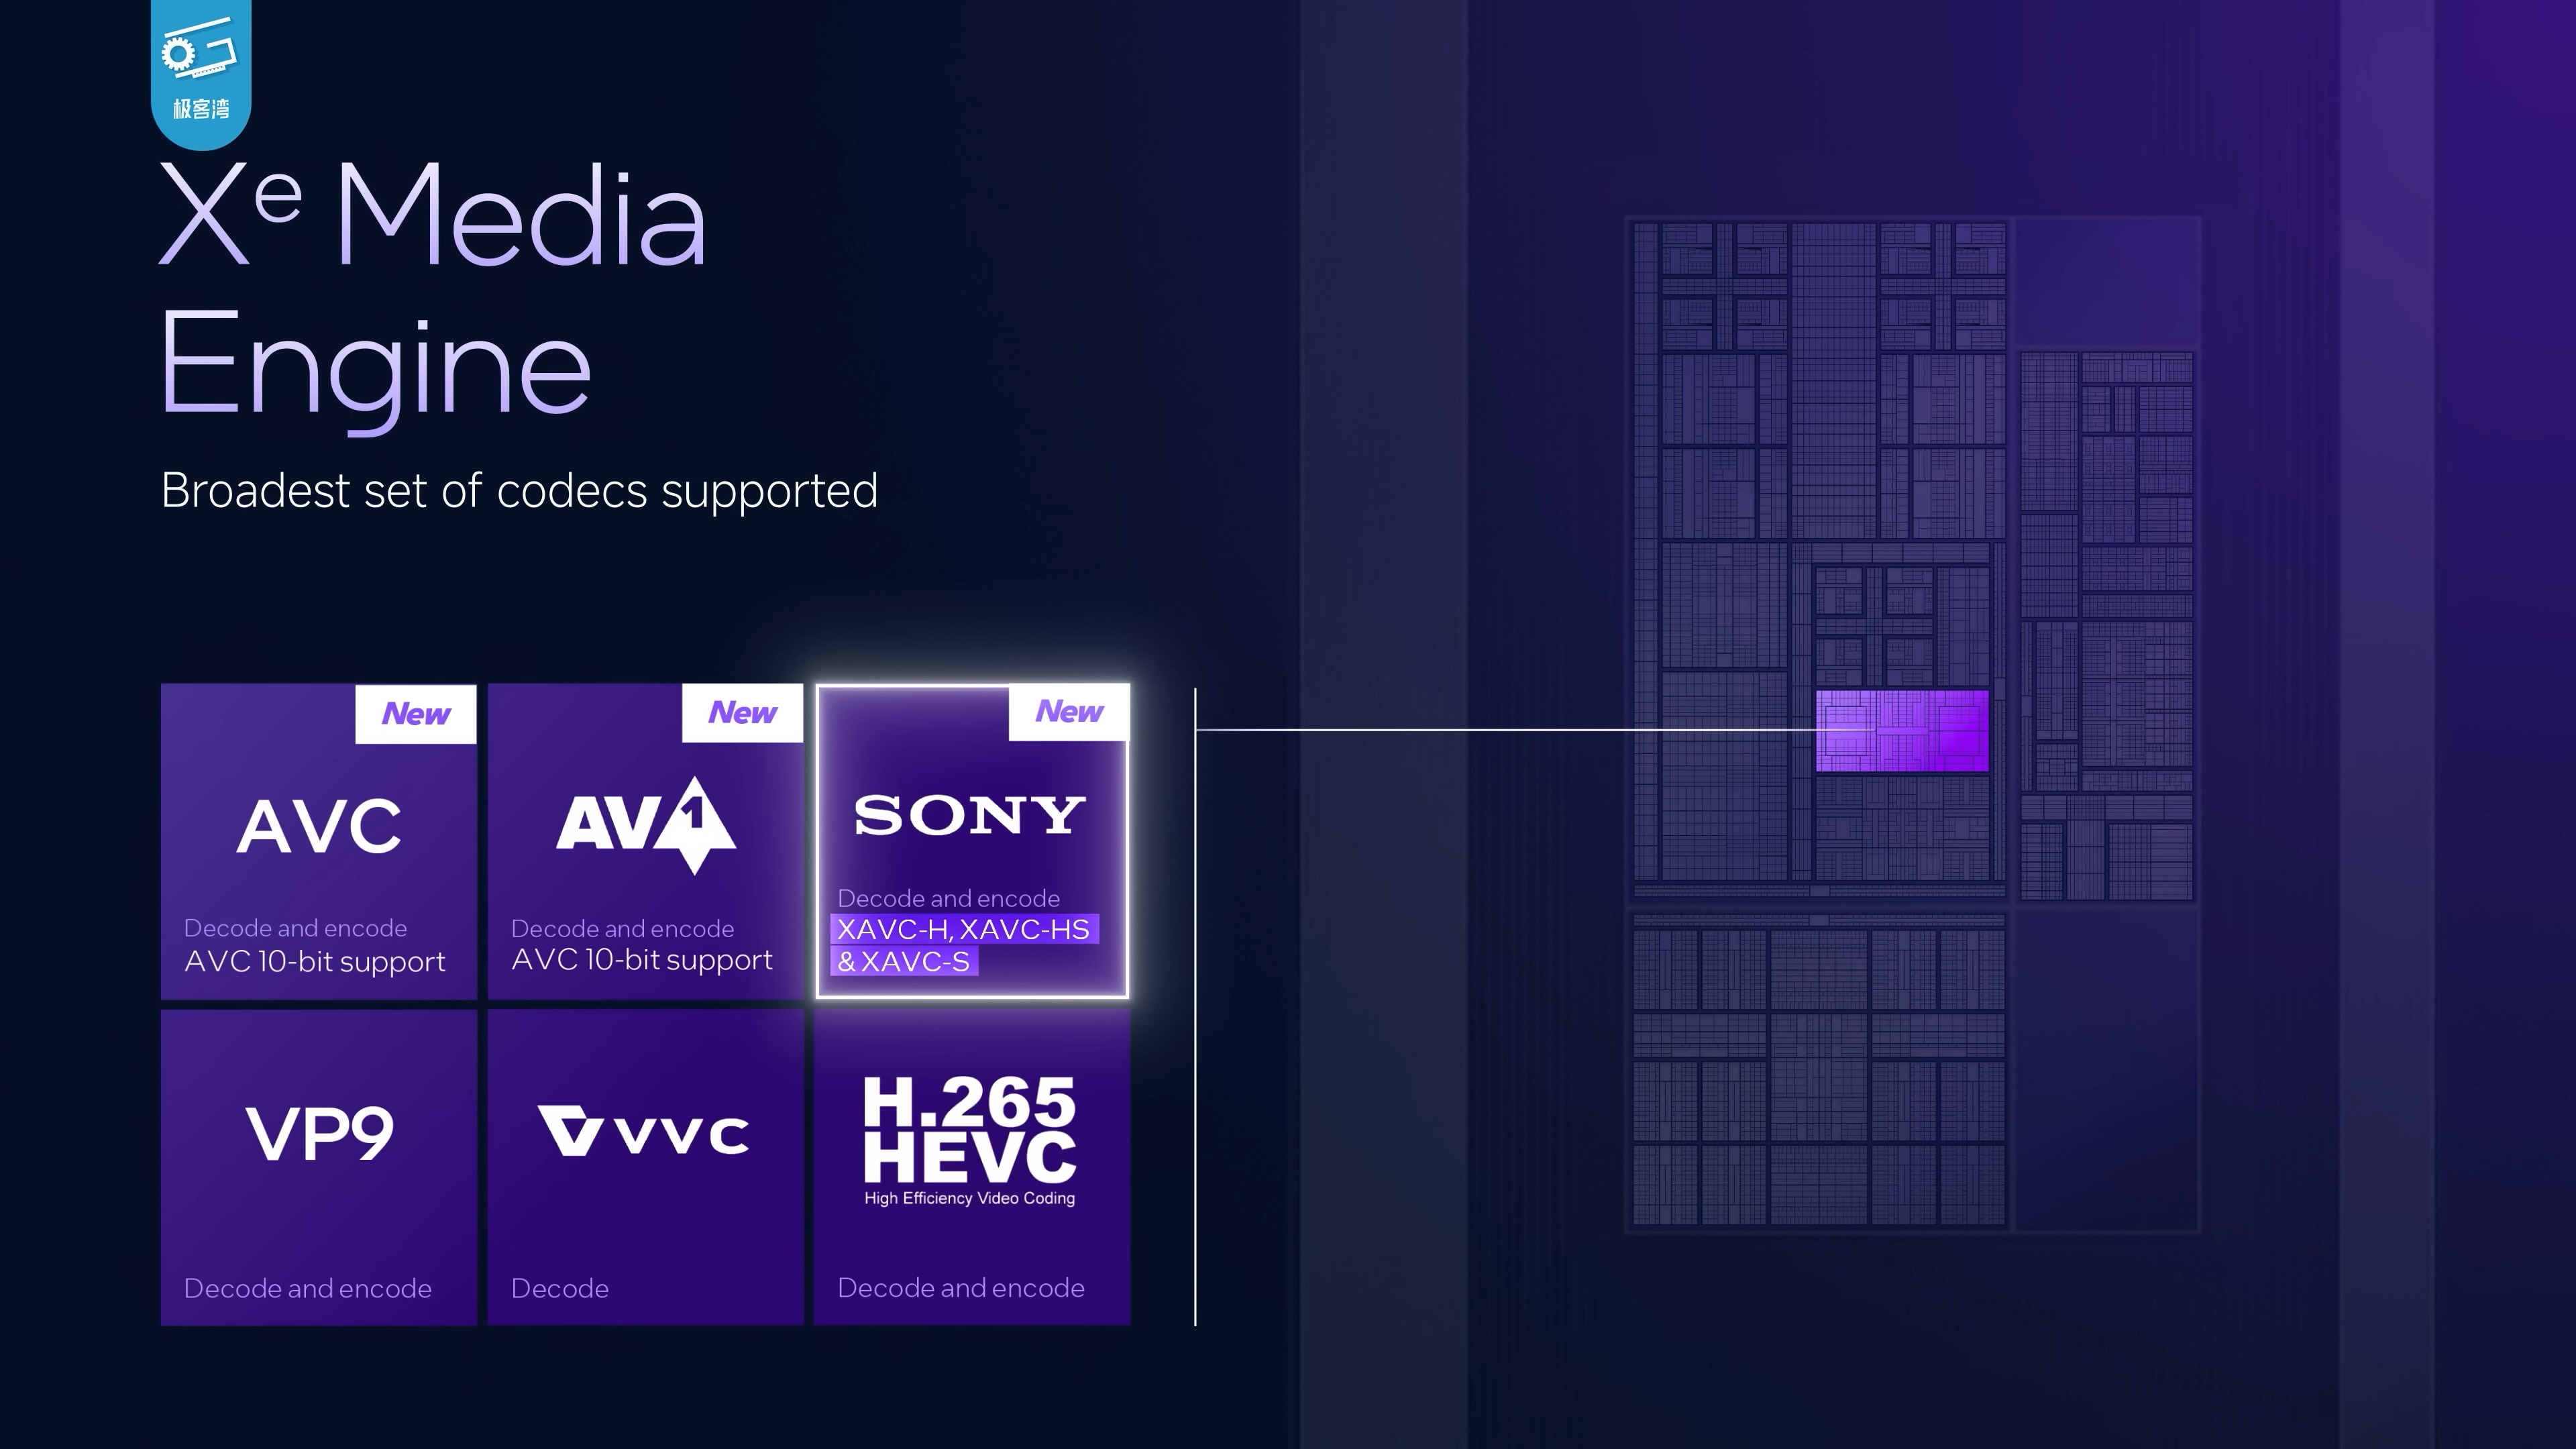 极客湾
Xe Media
Engine
Broadest set of codecs supported
New
AVC
Decode and encode
AVC 10-bit support
New
AV1
Decode and encode
AVC 10-bit support
New
SONY
Decode and encode
XAVC-H, XAVC-HS
& XAVC-S
VP9
Decode and encode
VVC
Decode
H.265
HEVC
High Efficiency Video Coding
Decode and encode